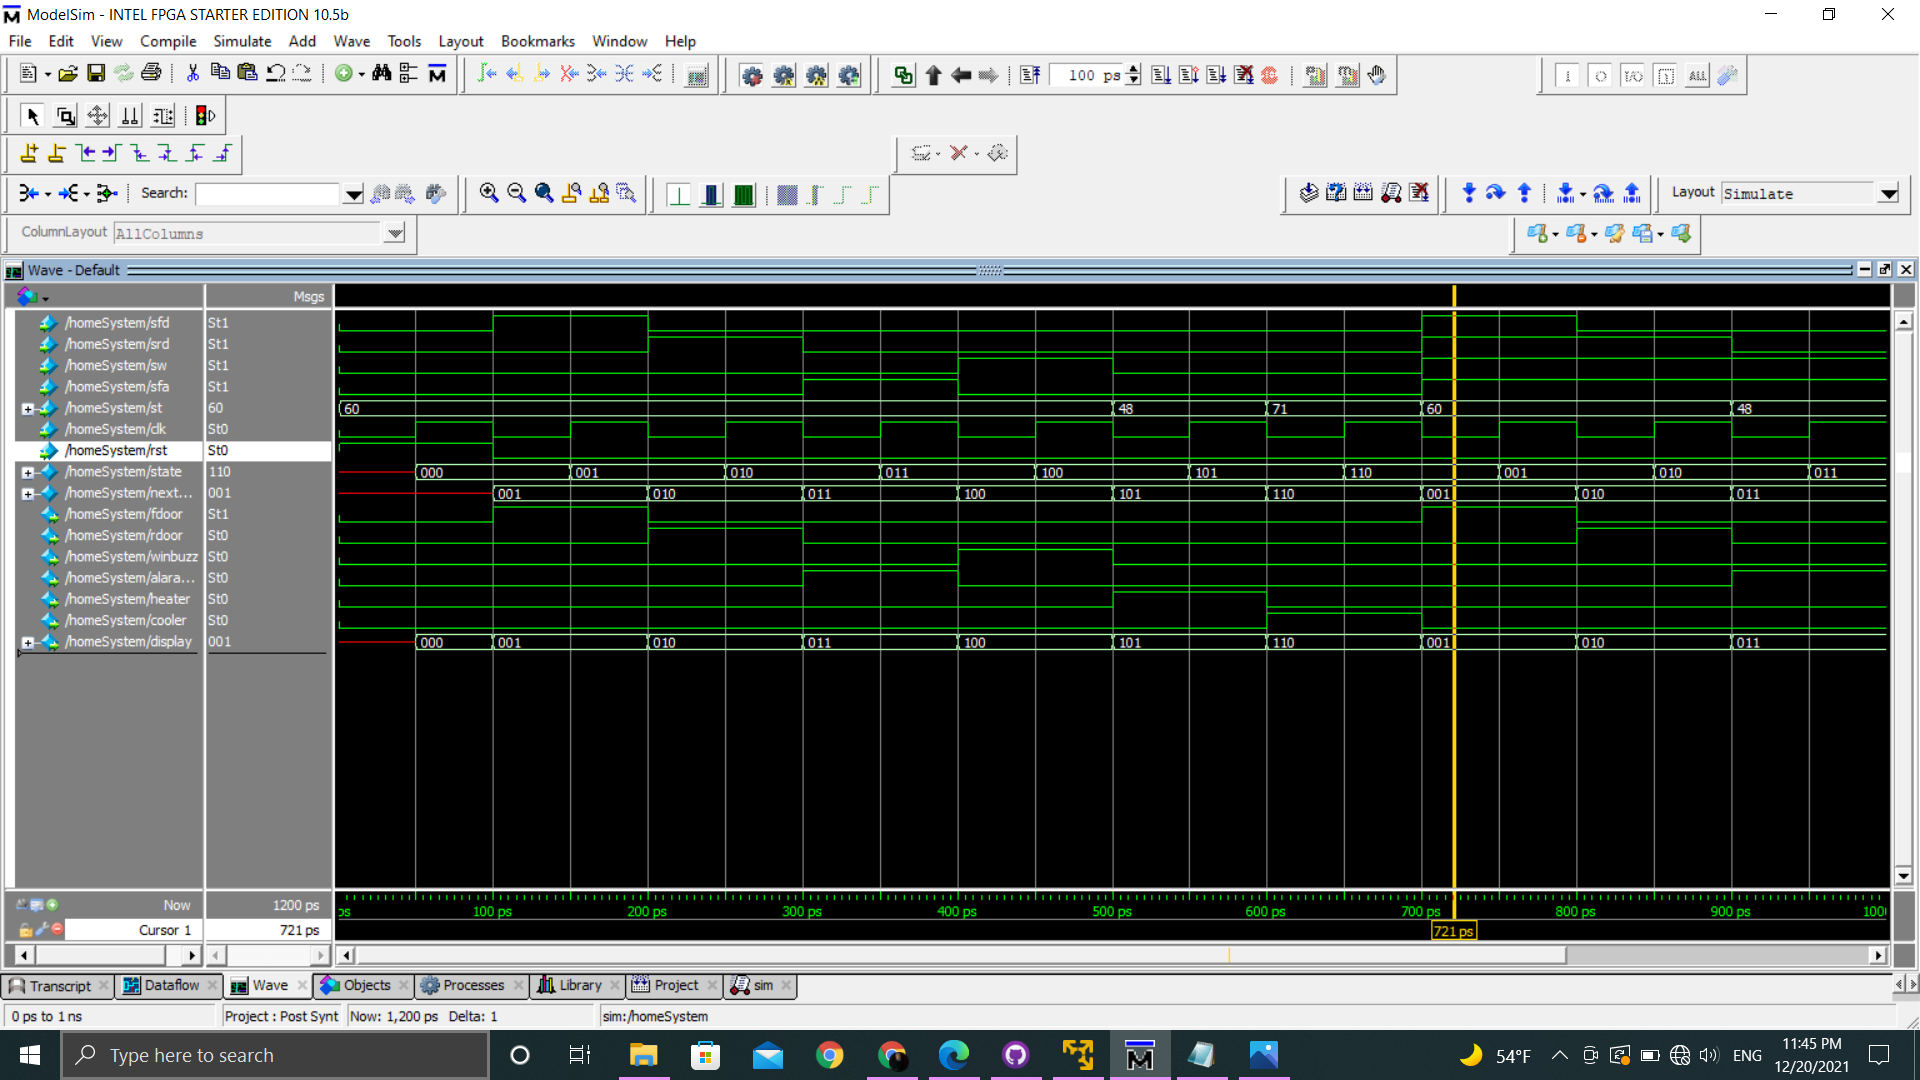 ModelSim - INTEL FPGA STARTER EDITION 10.5b
File Edit View Compile Simulate Add Wave Tools Layout Bookmarks Window Help
100 ps
Search:
Layout Simulate
ColumnLayout AllColumns
Wave - Default
Msgs
/homeSystem/sfd St1
/homeSystem/srd St1
/homeSystem/sw St1
/homeSystem/sfa St1
/homeSystem/st 60 60 48 71 60 48
/homeSystem/clk St0
/homeSystem/rst St0
/homeSystem/state 110 000 001 010 011 100 101 110 001 010 011
/homeSystem/next... 001 001 010 011 100 101 110 001 010 011
/homeSystem/fdoor St1
/homeSystem/rdoor St0
/homeSystem/winbuzz St0
/homeSystem/alara... St0
/homeSystem/heater St0
/homeSystem/cooler St0
/homeSystem/display 001 000 001 010 011 100 101 110 001 010 011
Now 1200 ps ps 100 ps 200 ps 300 ps 400 ps 500 ps 600 ps 700 ps 800 ps 900 ps 1000
Cursor 1 721 ps 721 ps
Transcript Dataflow Wave Objects Processes Library Project sim
0 ps to 1 ns Project : Post Synt Now: 1,200 ps Delta: 1 sim:/homeSystem
Type here to search 54°F ENG 11:45 PM
12/20/2021